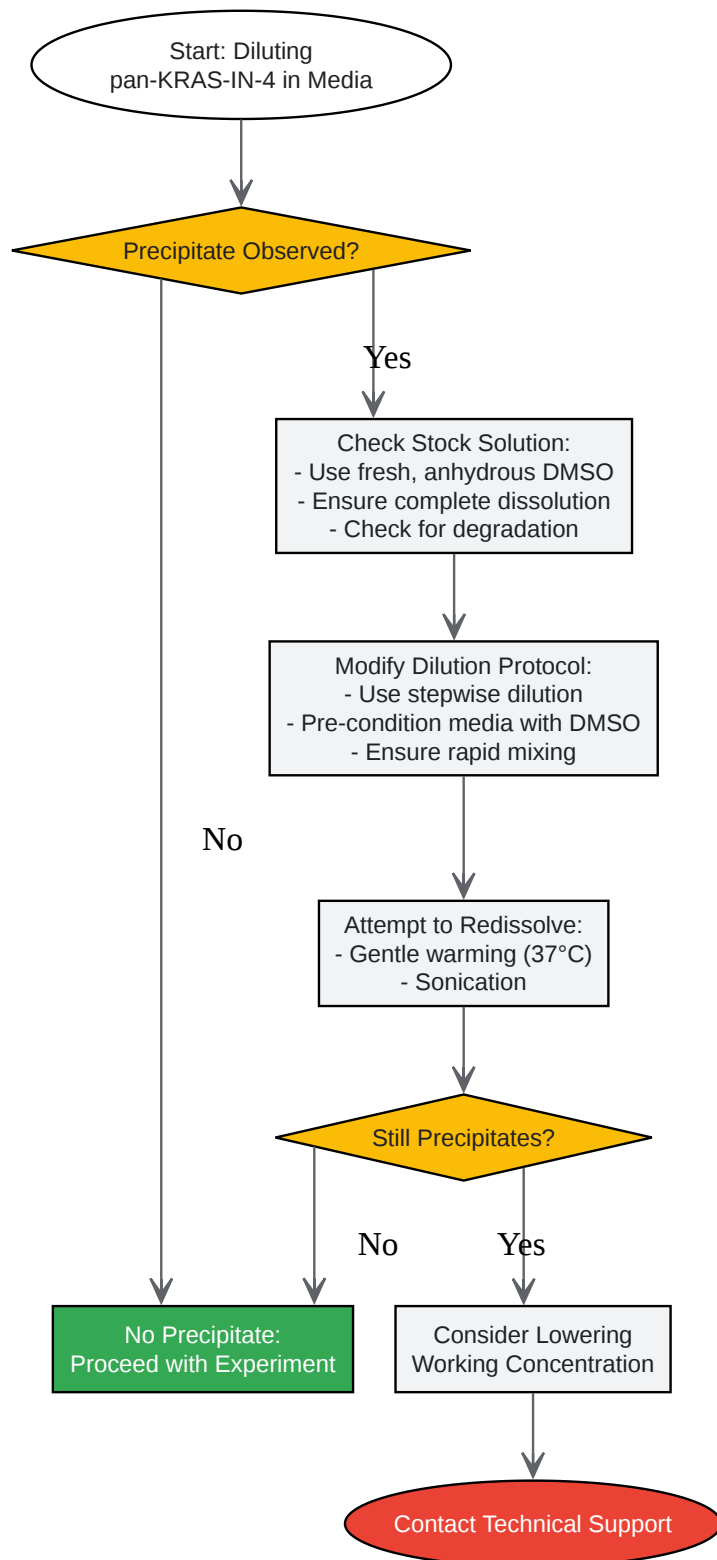 Start: Diluting
pan-KRAS-IN-4 in Media
Precipitate Observed?
Yes
Check Stock Solution:
- Use fresh, anhydrous DMSO
- Ensure complete dissolution
- Check for degradation
Modify Dilution Protocol:
- Use stepwise dilution
- Pre-condition media with DMSO
- Ensure rapid mixing
No
Attempt to Redissolve:
- Gentle warming (37°C)
- Sonication
Still Precipitates?
No
Yes
No Precipitate:
Proceed with Experiment
Consider Lowering
Working Concentration
Contact Technical Support